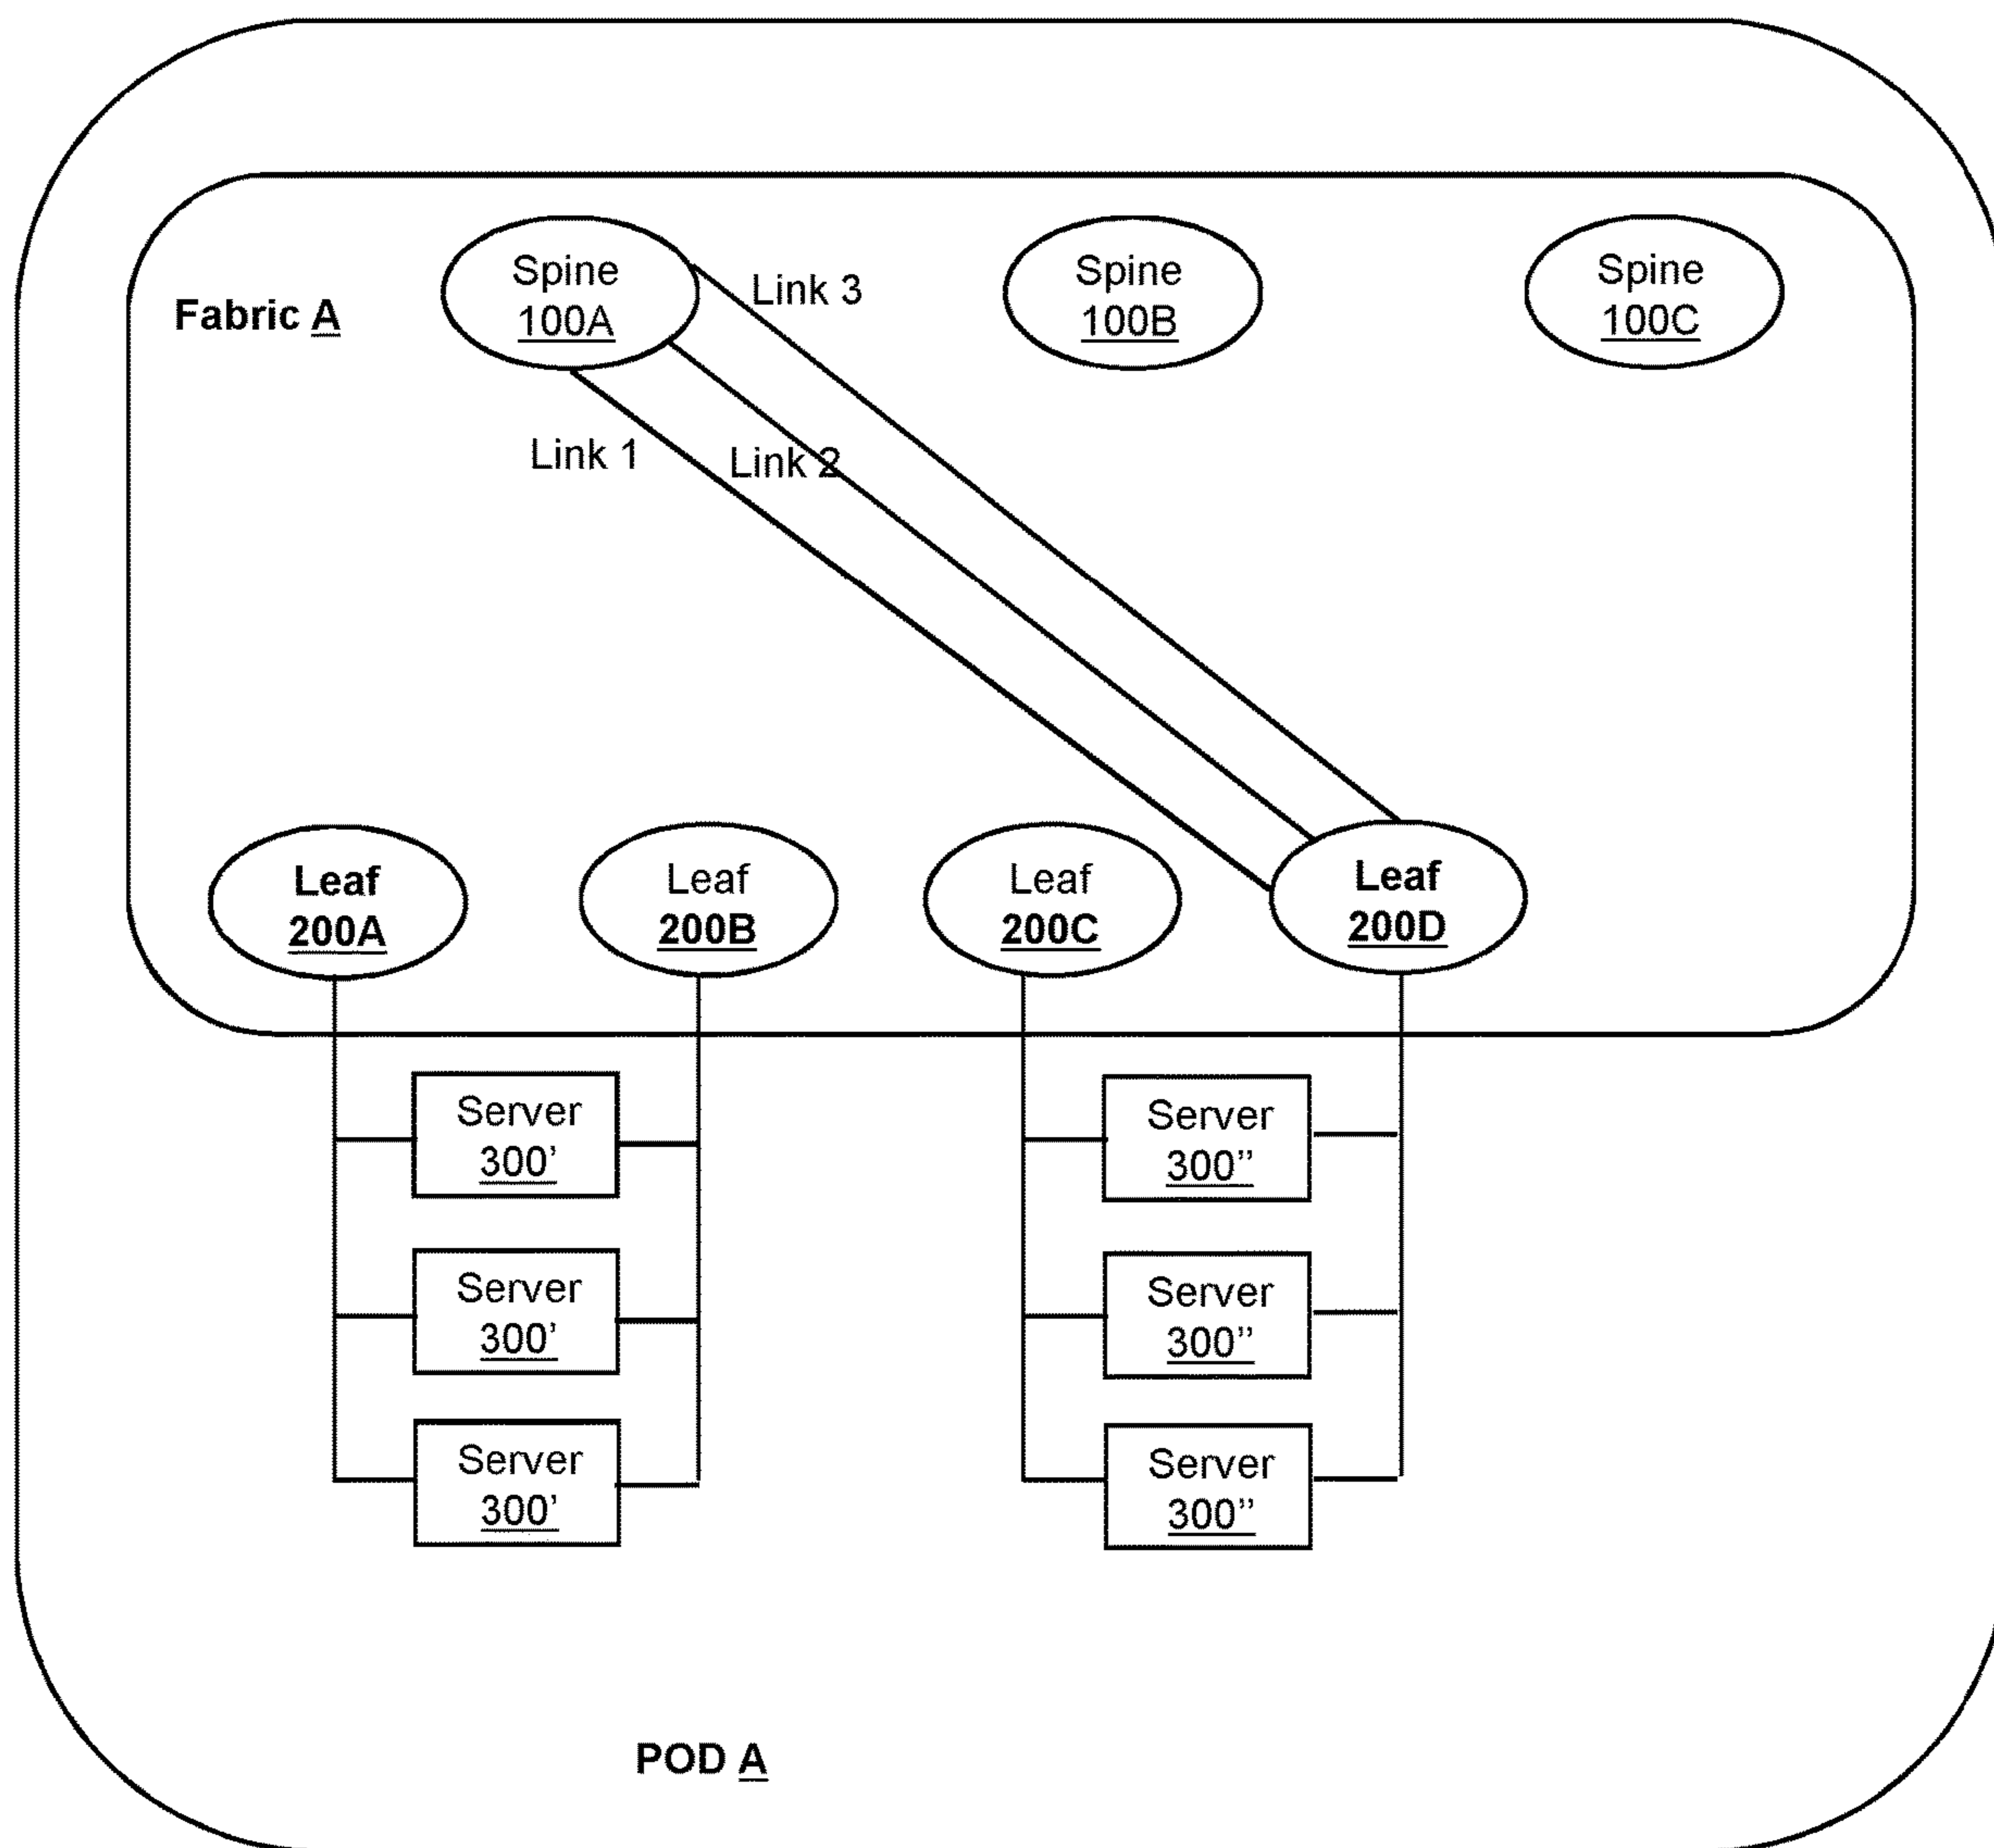 Fabric A
Spine
100A
Link 3
Spine
100B
Spine
100C
Link 1
Link 2
Leaf
200A
Leaf
200B
Leaf
200C
Leaf
200D
Server
300’
Server
300’
Server
300’
Server
300”
Server
300”
Server
300”
POD A